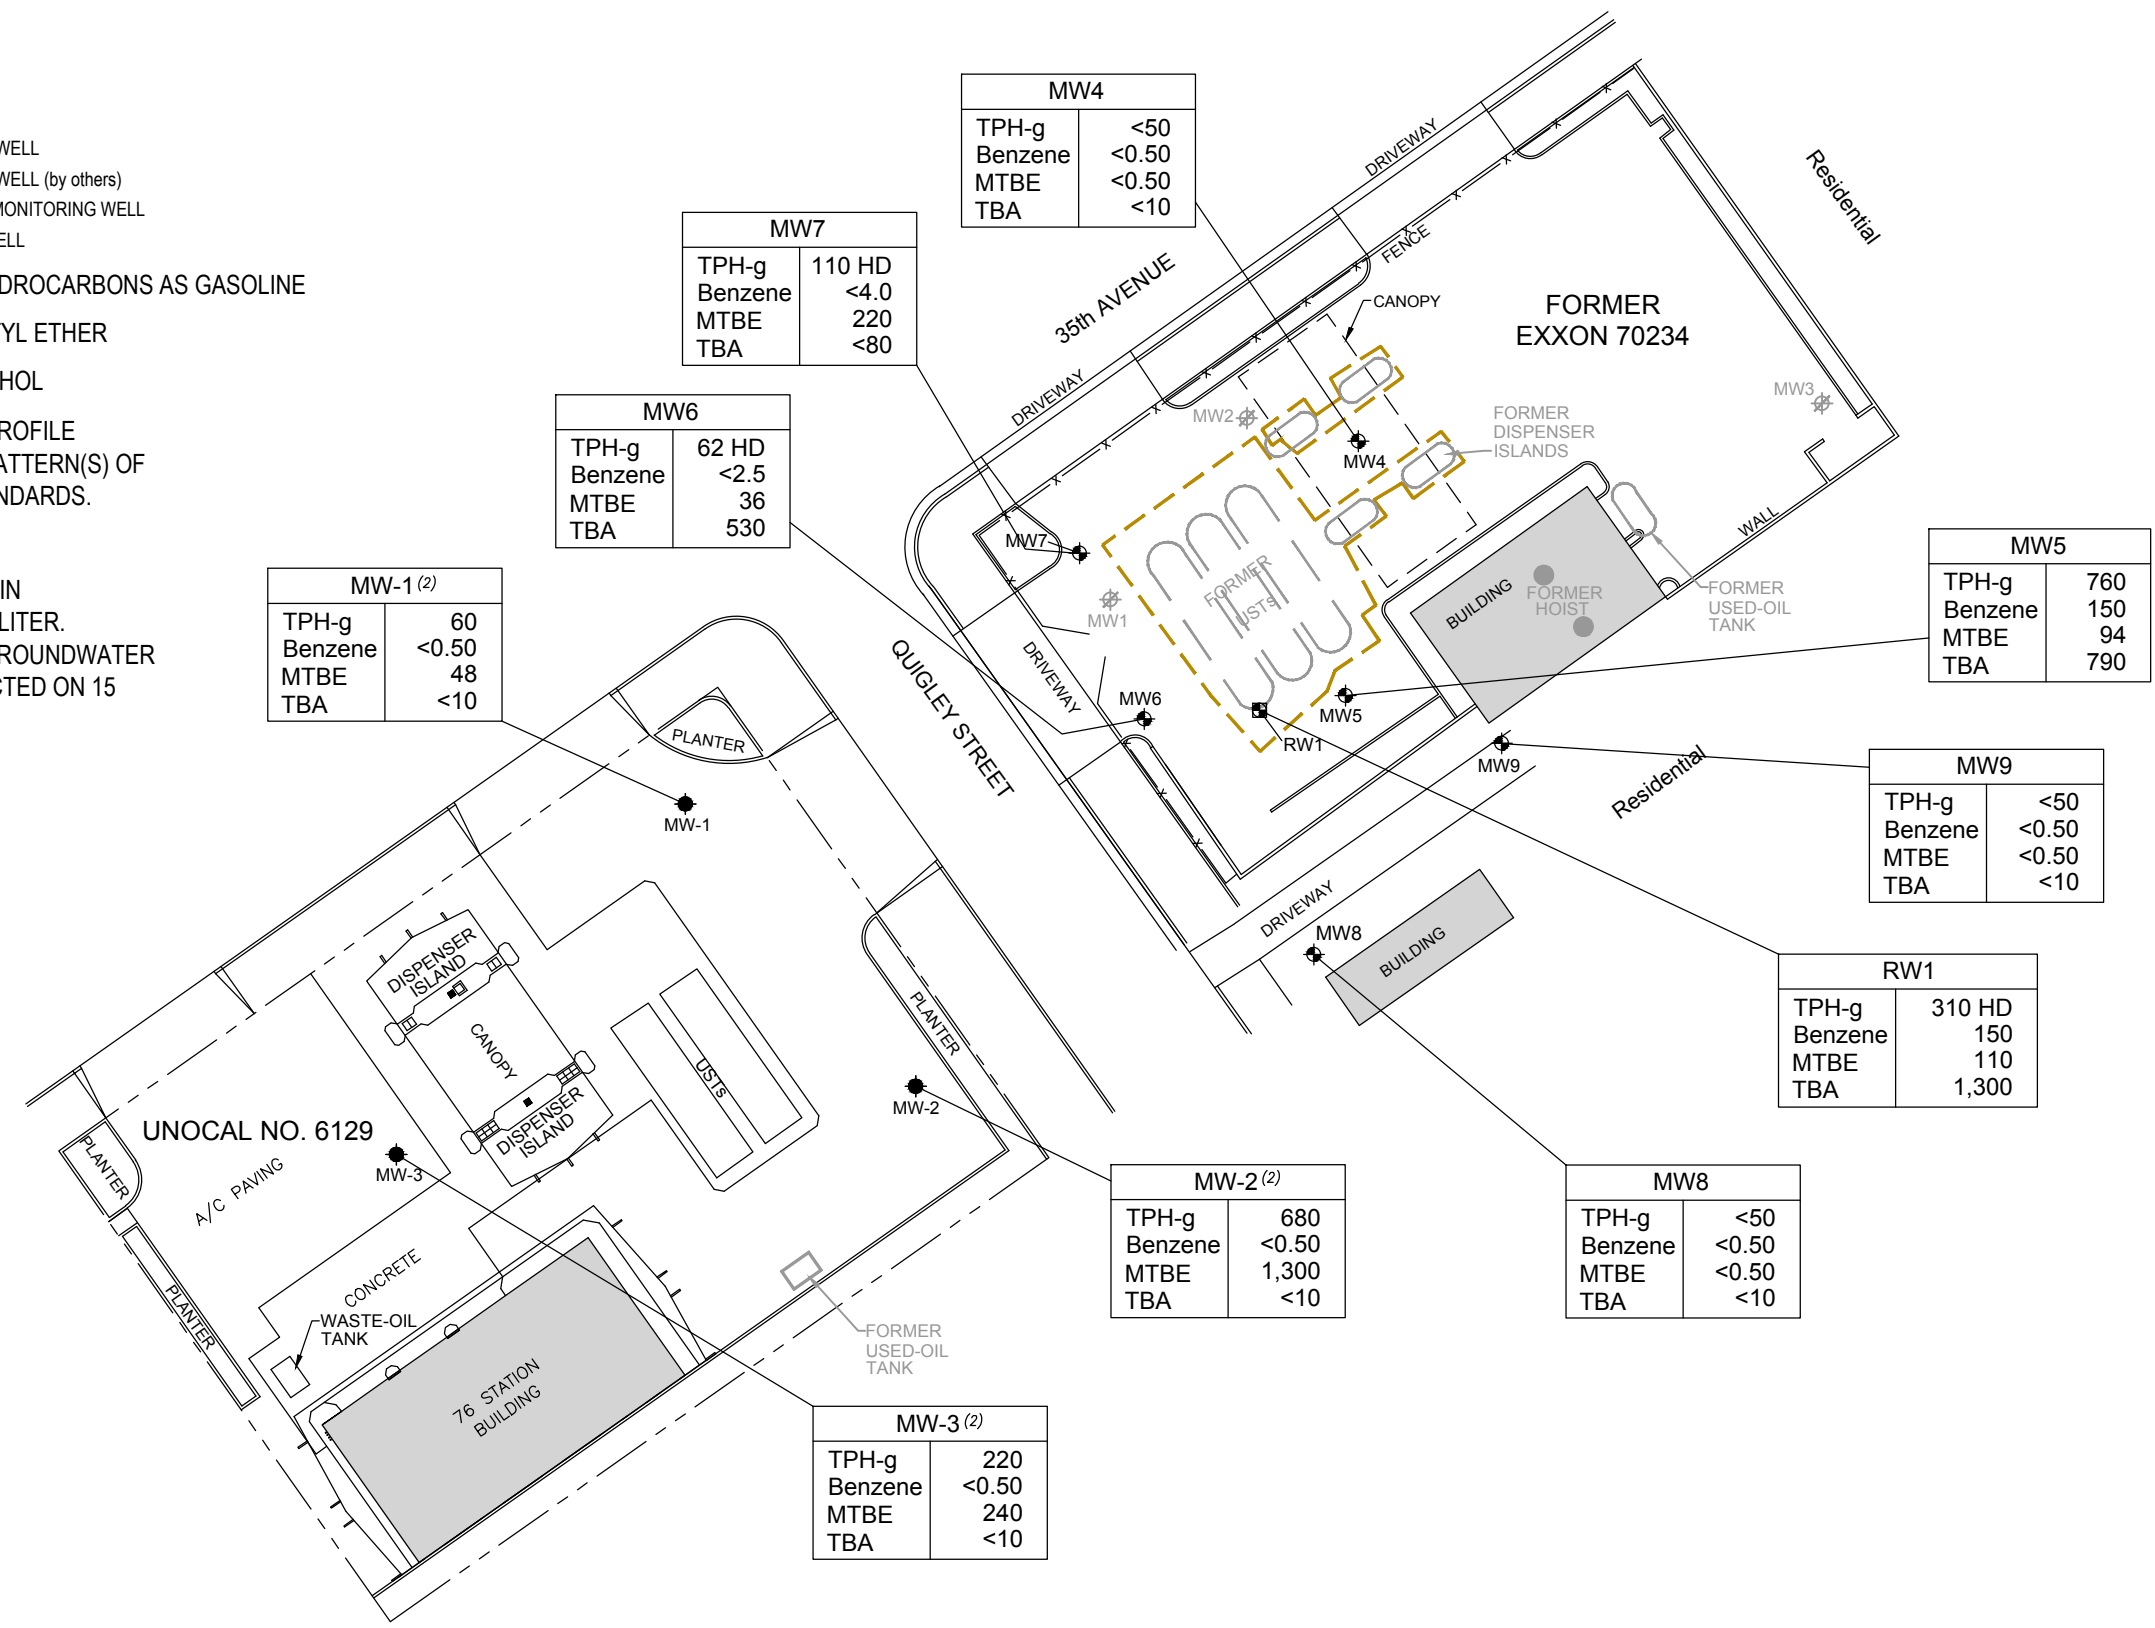 WELL
WELL (by others)
MONITORING WELL
ELL
DROCARBONS AS GASOLINE
TYL ETHER
HOL
ROFILE
ATTERN(S) OF
NDARDS.
IN
LITER.
ROUNDWATER
CTED ON 15
MW4
TPH-g <50
Benzene <0.50
MTBE <0.50
TBA <10
MW7
TPH-g 110 HD
Benzene <4.0
MTBE 220
TBA <80
MW6
TPH-g 62 HD
Benzene <2.5
MTBE 36
TBA 530
MW-1 (2)
TPH-g 60
Benzene <0.50
MTBE 48
TBA <10
MW5
TPH-g 760
Benzene 150
MTBE 94
TBA 790
MW9
TPH-g <50
Benzene <0.50
MTBE <0.50
TBA <10
RW1
TPH-g 310 HD
Benzene 150
MTBE 110
TBA 1,300
MW8
TPH-g <50
Benzene <0.50
MTBE <0.50
TBA <10
MW-2 (2)
TPH-g 680
Benzene <0.50
MTBE 1,300
TBA <10
MW-3 (2)
TPH-g 220
Benzene <0.50
MTBE 240
TBA <10
35th AVENUE
DRIVEWAY
DRIVEWAY
FENCE
CANOPY
FORMER
EXXON 70234
Residential
MW2
MW3
MW4
FORMER
DISPENSER
ISLANDS
MW7
MW1
FORMER
USTs
WALL
BUILDING
FORMER
HOIST
FORMER
USED-OIL
TANK
QUIGLEY STREET
DRIVEWAY
MW6
MW5
RW1
MW9
Residential
DRIVEWAY
MW8
BUILDING
PLANTER
MW-1
DISPENSER
ISLAND
CANOPY
DISPENSER
ISLAND
USTs
PLANTER
MW-2
UNOCAL NO. 6129
MW-3
PLANTER
A/C PAVING
PLANTER
CONCRETE
WASTE-OIL
TANK
76 STATION
BUILDING
FORMER
USED-OIL
TANK